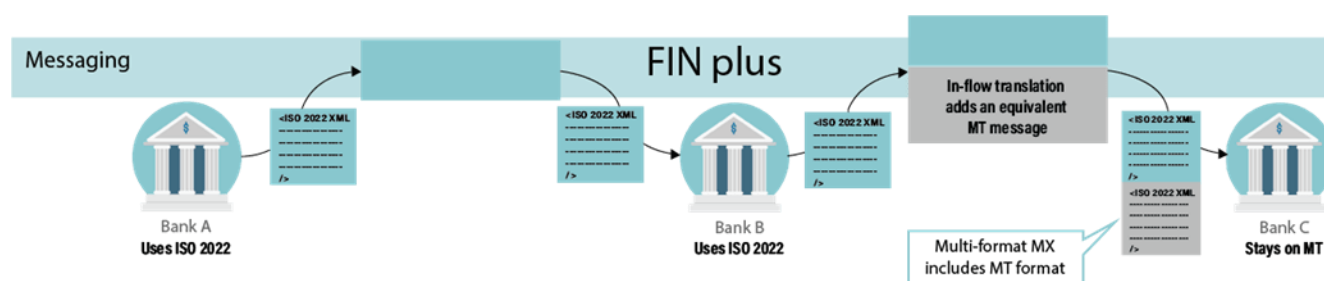 Messaging
FIN plus
In-flow translation
adds an equivalent
MT message
<ISO 2022 XML
-----------------
-----------------
-----------------
/>
<ISO 2022 XML
-----------------
-----------------
-----------------
/>
<ISO 2022 XML
-----------------
-----------------
-----------------
/>
<ISO 2022 XML
-----------------
-----------------
-----------------
/>
<ISO 2022 XML
-----------------
-----------------
-----------------
/>
$
Bank A
Uses ISO 2022
$
Bank B
Uses ISO 2022
$
Bank C
Stays on MT
Multi-format MX
includes MT format